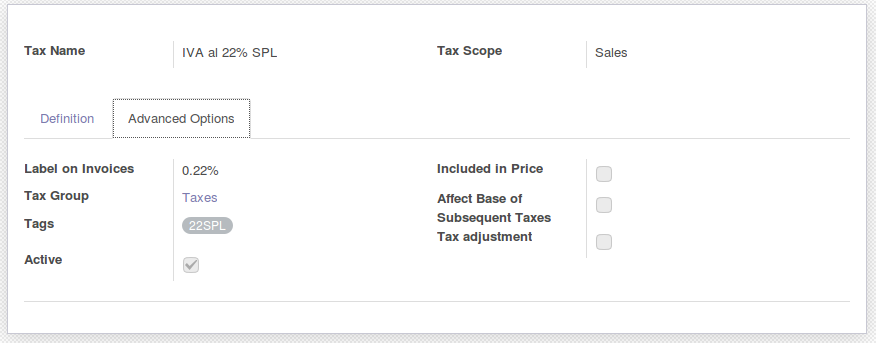 Tax Name IVA al 22% SPL Tax Scope Sales
Definition Advanced Options
Label on Invoices 0.22% Included in Price
Tax Group Taxes Affect Base of
Subsequent Taxes
Tags 22SPL
Tax adjustment
Active